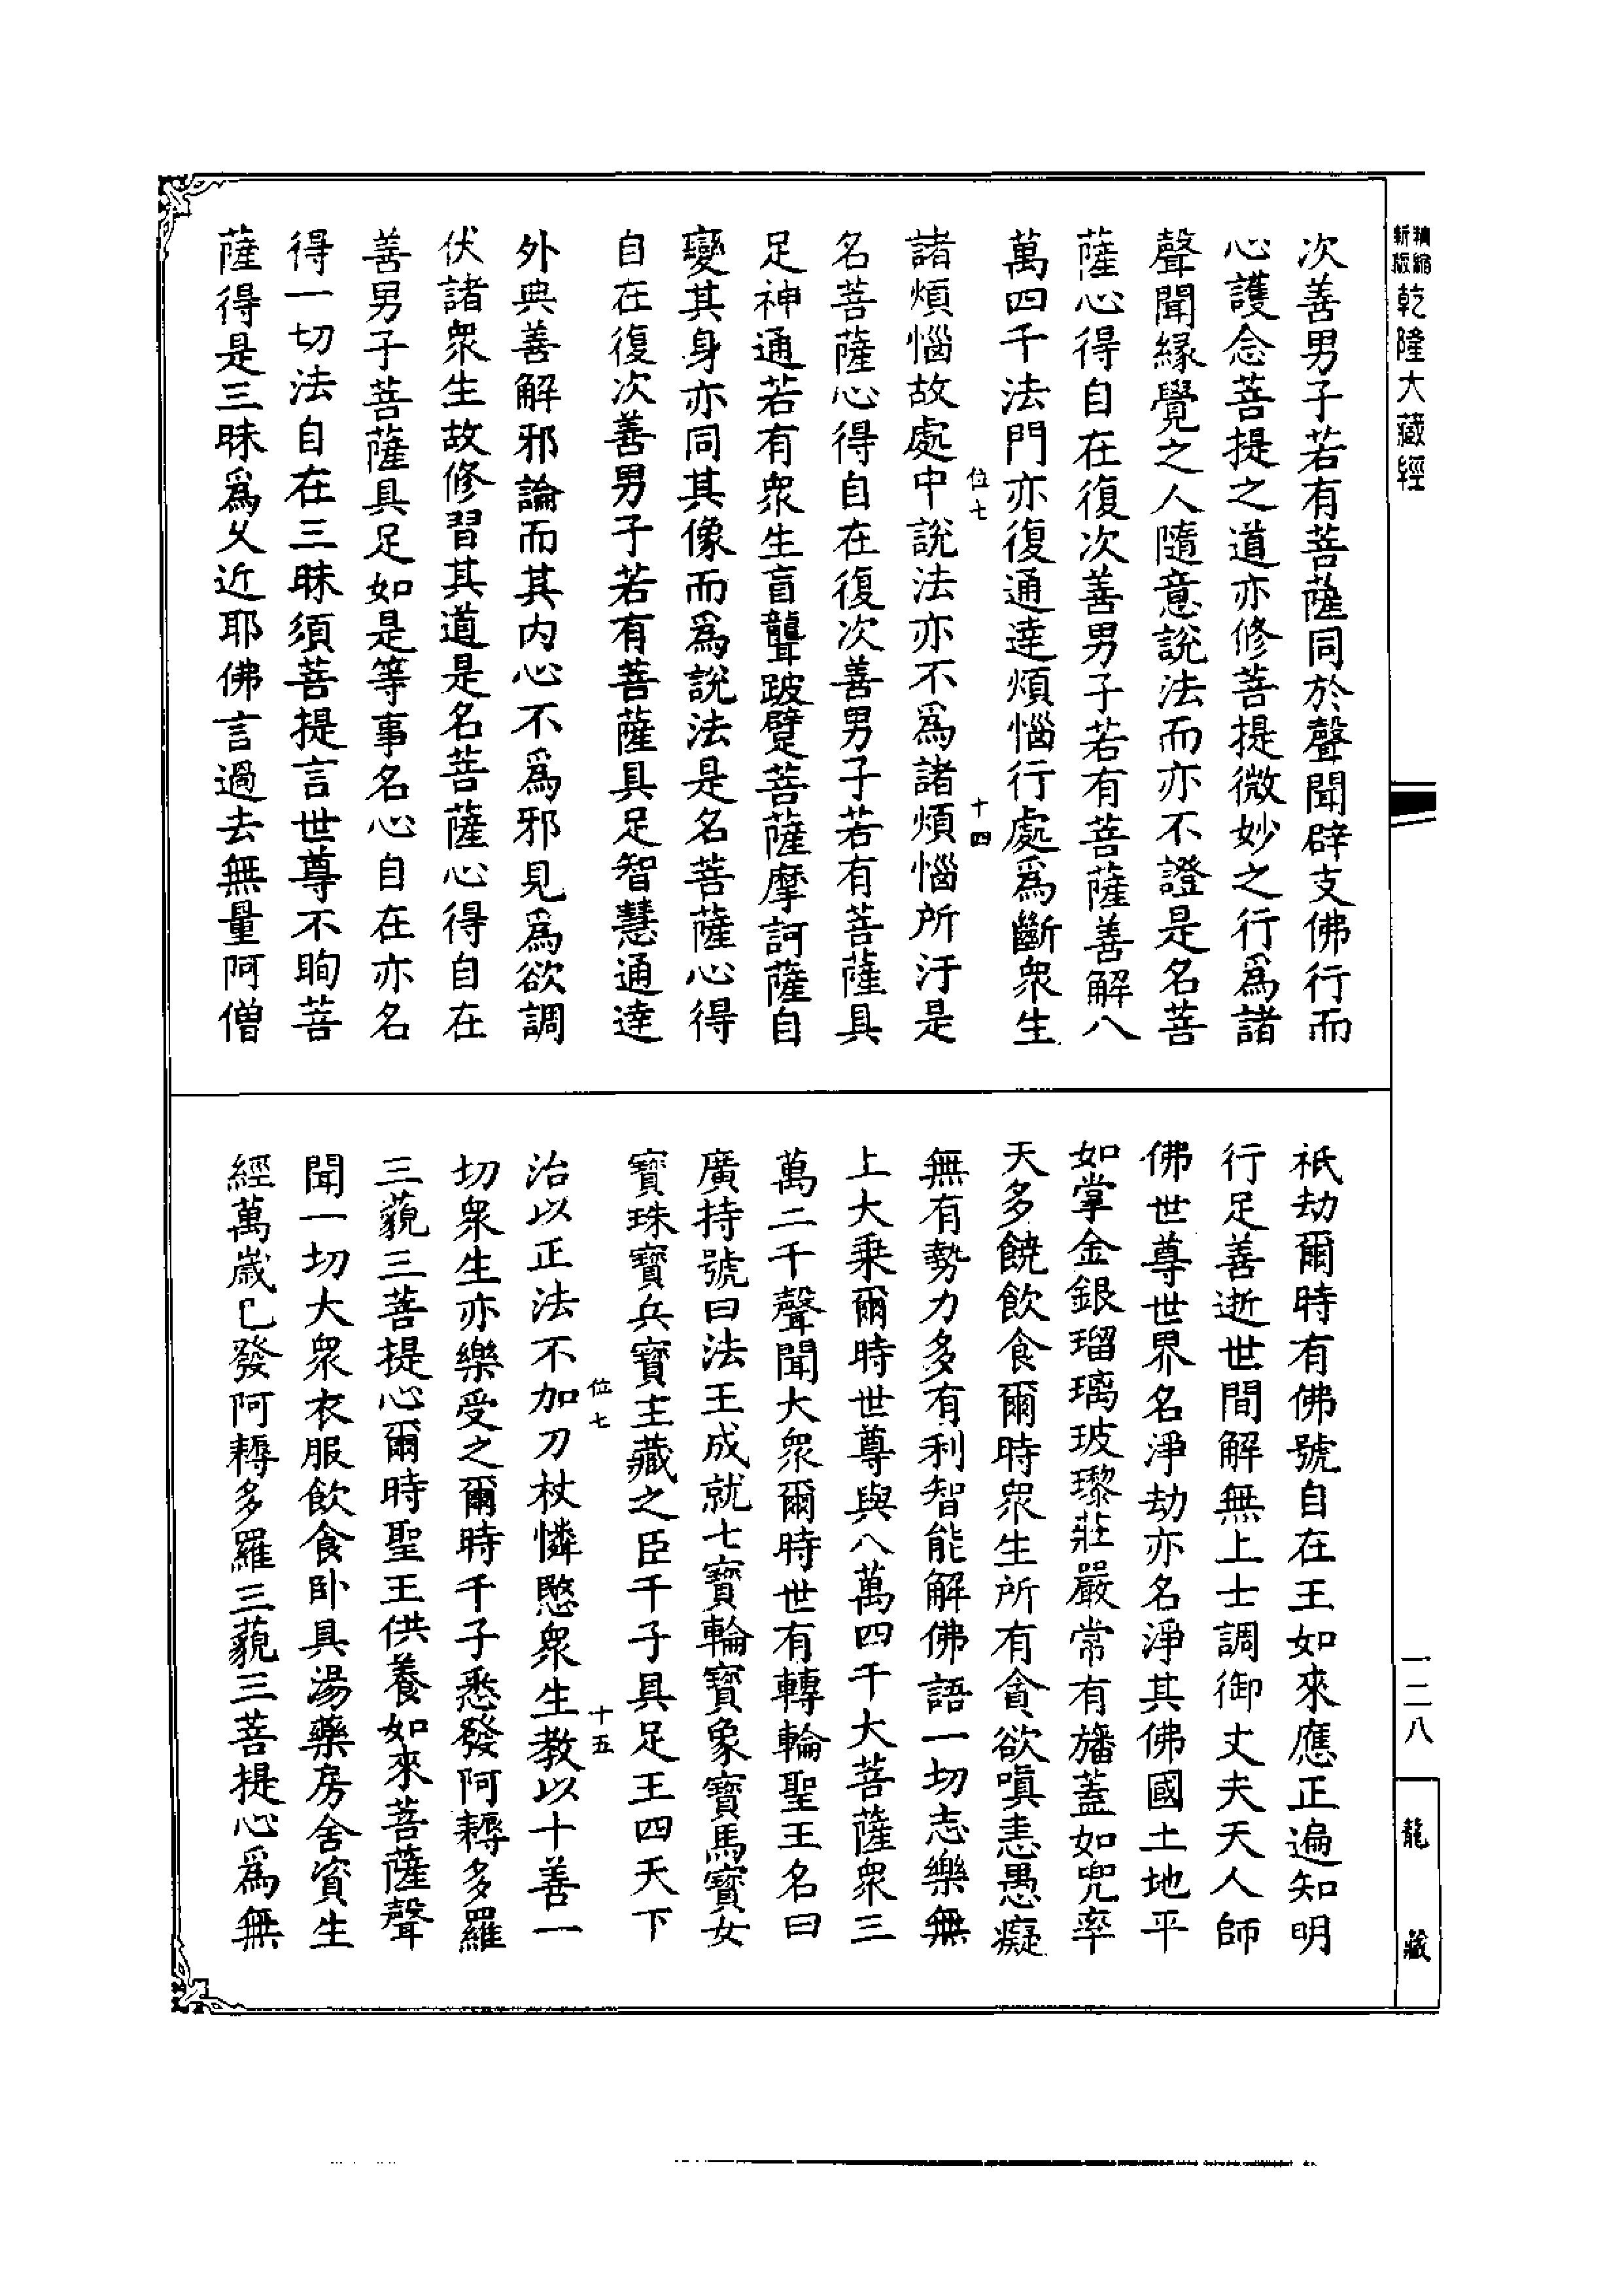 新版精縮
乾隆大藏經
次善男子若有菩薩同於聲聞辟支佛行而
心護念菩提之道亦修菩提微妙之行爲諸
聲聞緣覺之人隨意說法而亦不證是名菩
薩心得自在復次善男子若有菩薩善解八
萬四千法門亦復通達煩惱行處爲斷衆生
位七
十四
諸煩惱故處中說法亦不爲諸煩惱所汙是
名菩薩心得自在復次善男子若有菩薩具
足神通若有衆生盲聾跛躄菩薩摩訶薩自
變其身亦同其像而爲說法是名菩薩心得
自在復次善男子若有菩薩具足智慧通達
外典善解邪論而其內心不爲邪見爲欲調
伏諸衆生故修習其道是名菩薩心得自在
善男子菩薩具足如是等事名心自在亦名
得一切法自在三昧須菩提言世尊不眴菩
薩得是三昧爲久近耶佛言過去無量阿僧
祇劫爾時有佛號自在王如來應正遍知明
行足善逝世間解無上士調御丈夫天人師
佛世尊世界名淨劫亦名淨其佛國土地平
如掌金銀瑠璃玻瓈莊嚴常有旛蓋如兜率
天多饒飲食爾時衆生所有貪欲嗔恚愚癡
無有勢力多有利智能解佛語一切志樂無
上大乘爾時世尊與八萬四千大菩薩衆三
萬二千聲聞大衆爾時世有轉輪聖王名曰
廣持號曰法王成就七寶輪寶象寶馬寶女
寶珠寶兵寶主藏之臣千子具足王四天下
位七
十五
治以正法不加刀杖憐愍衆生教以十善一
切衆生亦樂受之爾時千子悉發阿耨多羅
三藐三菩提心爾時聖王供養如來菩薩聲
聞一切大衆衣服飲食卧具湯藥房舍資生
經萬歲已發阿耨多羅三藐三菩提心爲無
一二八
龍藏